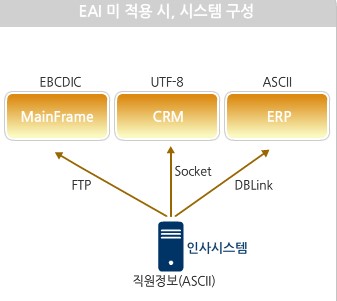 EAI 미 적용 시, 시스템 구성
EBCDIC UTF-8 ASCII
MainFrame CRM ERP
FTP Socket DBLink
인사시스템
직원정보(ASCII)